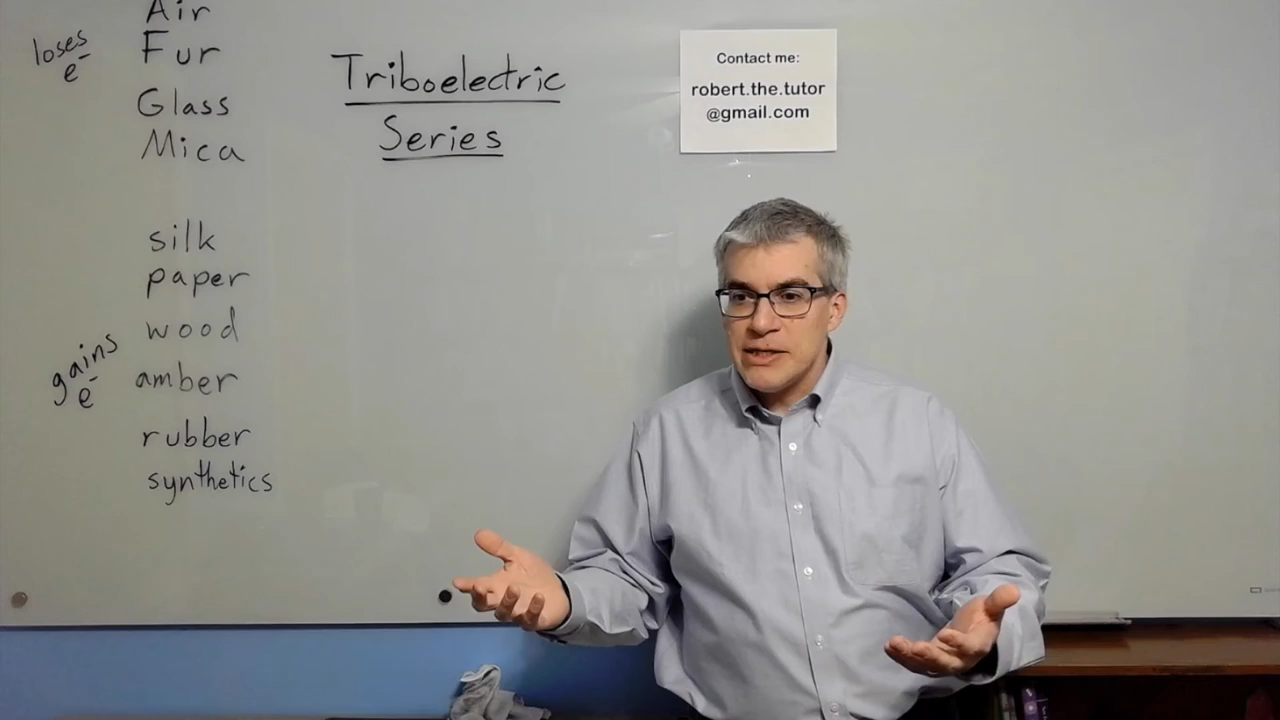 Air
loses
e-
Fur
Glass
Mica
silk
paper
wood
gains
e-
amber
rubber
synthetics
Triboelectric
Series
Contact me:
robert.the.tutor
@gmail.com